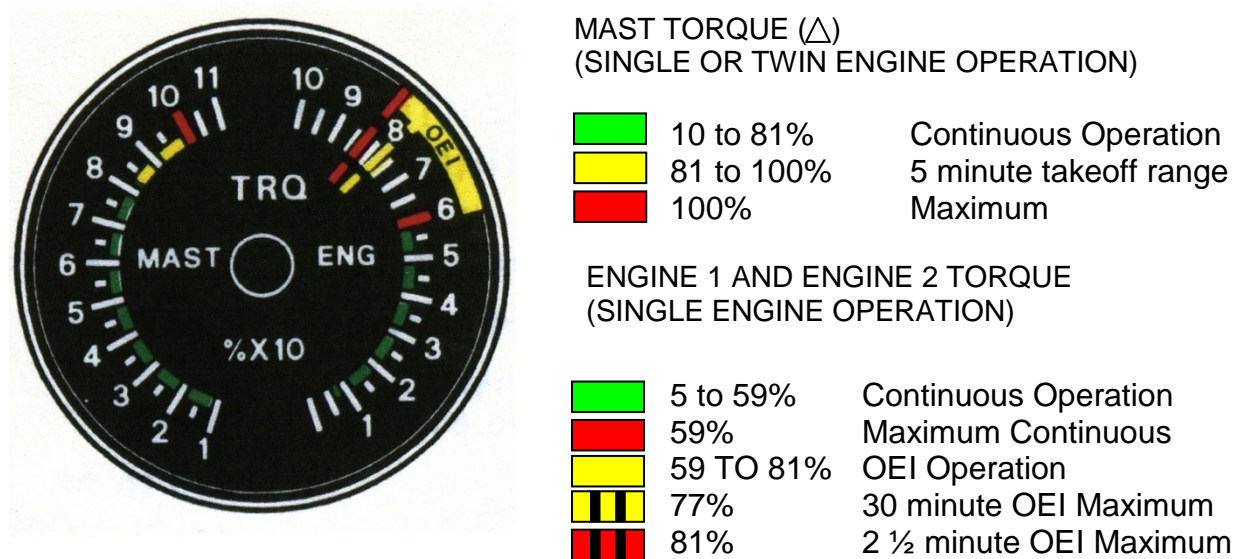 MAST TORQUE (△)
(SINGLE OR TWIN ENGINE OPERATION)
10 to 81% Continuous Operation
81 to 100% 5 minute takeoff range
100% Maximum
ENGINE 1 AND ENGINE 2 TORQUE
(SINGLE ENGINE OPERATION)
5 to 59% Continuous Operation
59% Maximum Continuous
59 TO 81% OEI Operation
77% 30 minute OEI Maximum
81% 2 ½ minute OEI Maximum
11 10
10 9
9 8
OEI
8 7
TRQ
7 6
MAST ENG
6 5
5 4
4 3
%X10
3 2
2 1
1